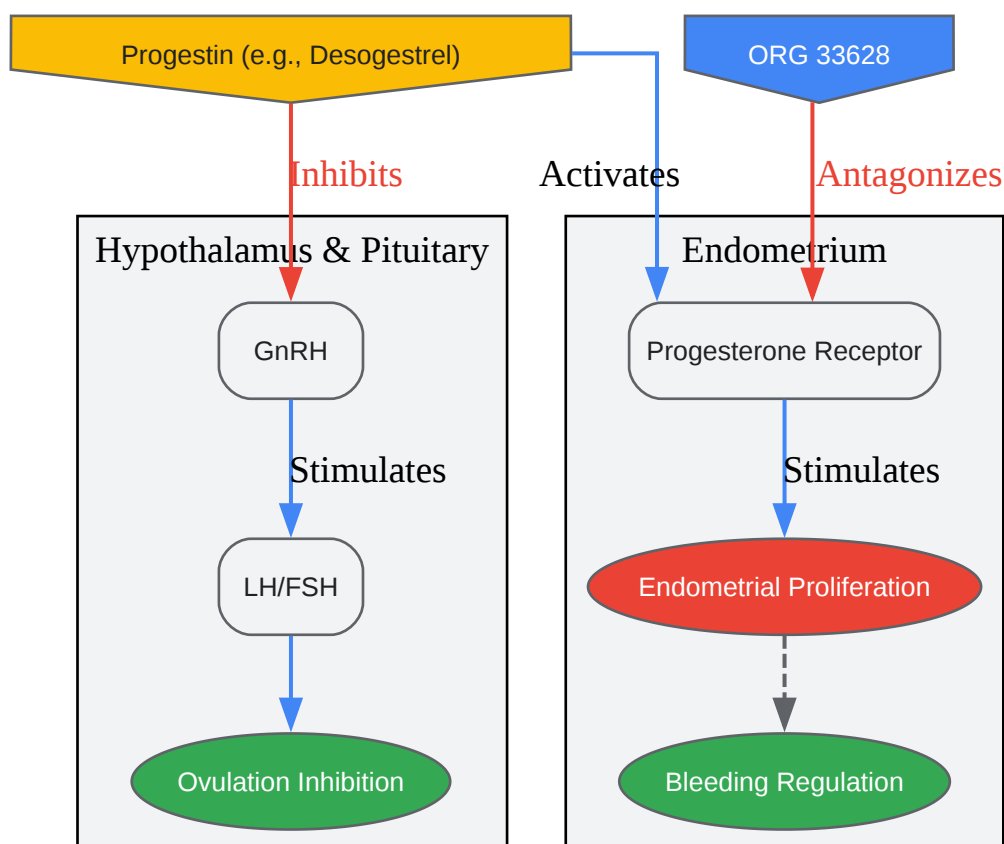 Progestin (e.g., Desogestrel)
ORG 33628
Inhibits
Activates
Antagonizes
Hypothalamus & Pituitary
Endometrium
GnRH
Progesterone Receptor
Stimulates
Stimulates
LH/FSH
Endometrial Proliferation
Ovulation Inhibition
Bleeding Regulation